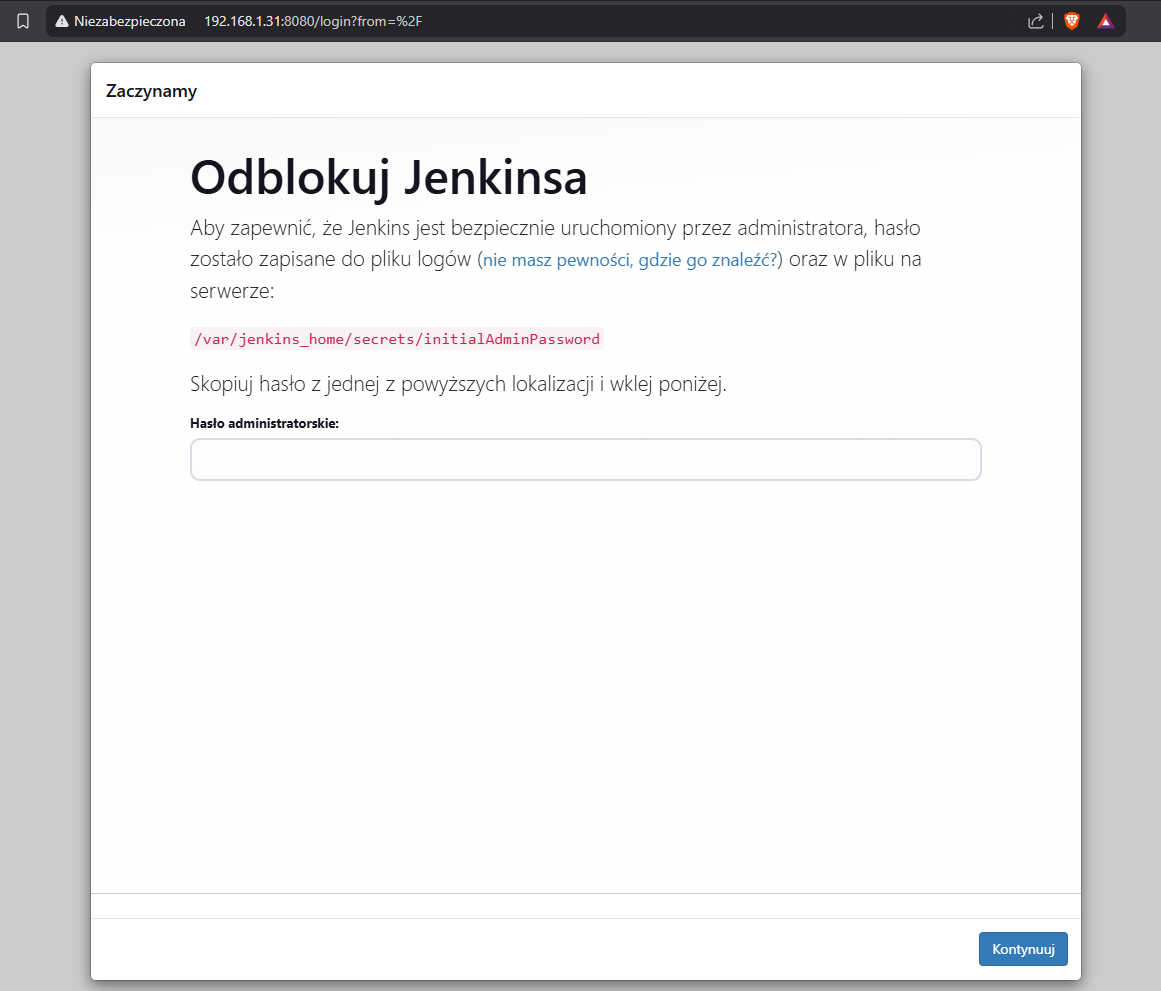 Niezabezpieczona 192.168.1.31:8080/login?from=%2F
Zaczynamy
Odblokuj Jenkinsa
Aby zapewnić, że Jenkins jest bezpiecznie uruchomiony przez administratora, hasło
zostało zapisane do pliku logów (nie masz pewności, gdzie go znaleźć?) oraz w pliku na
serwerze:
/var/jenkins_home/secrets/initialAdminPassword
Skopiuj hasło z jednej z powyższych lokalizacji i wklej poniżej.
Hasło administratorskie:
Kontynuuj